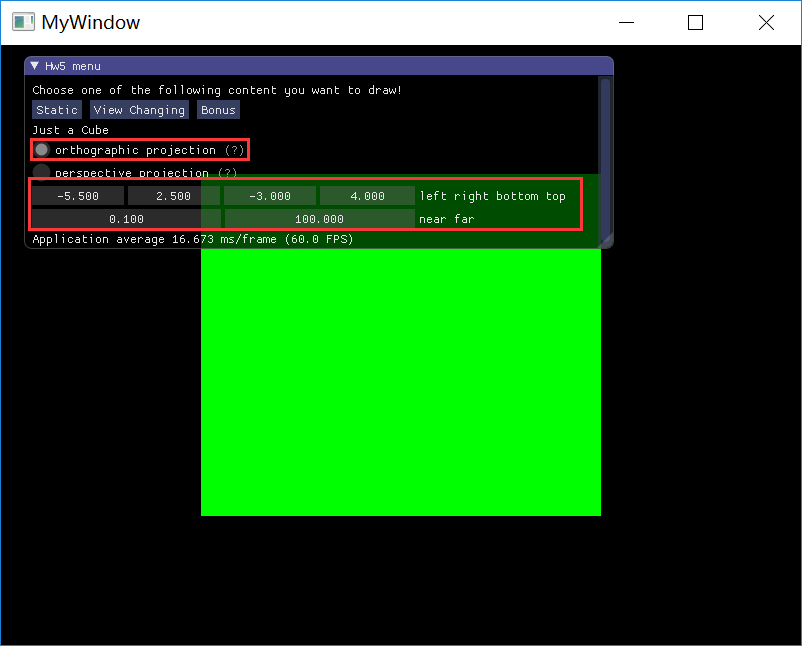 MyWindow
Hw5 menu
Choose one of the following content you want to draw!
Static View Changing Bonus
Just a Cube
orthographic projection (?)
perspective projection (?)
-5.500 2.500 -3.000 4.000 left right bottom top
0.100 100.000 near far
Application average 16.673 ms/frame (60.0 FPS)